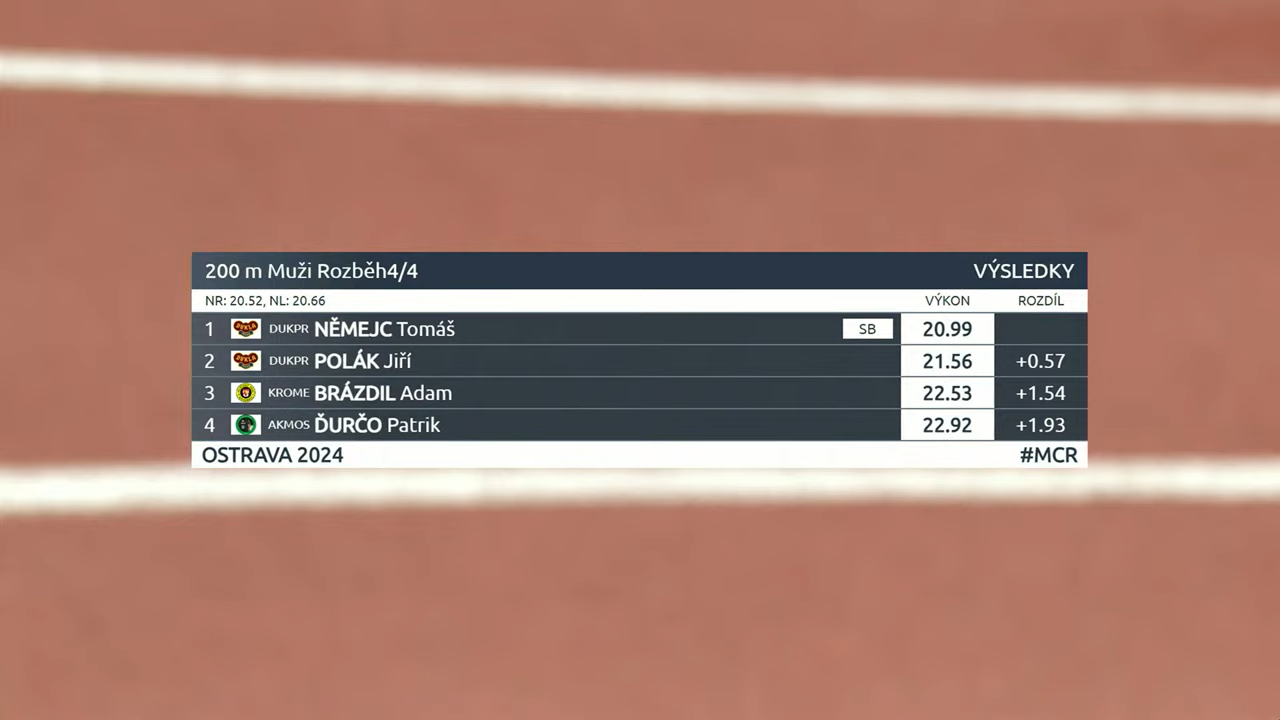 200 m Muži Rozběh4/4 VÝSLEDKY
NR: 20.52, NL: 20.66 VÝKON ROZDÍL
1 DUKPR NĚMEJC Tomáš SB 20.99
2 DUKPR POLÁK Jiří 21.56 +0.57
3 KROME BRÁZDIL Adam 22.53 +1.54
4 AKMOS ĎURČO Patrik 22.92 +1.93
OSTRAVA 2024 #MCR